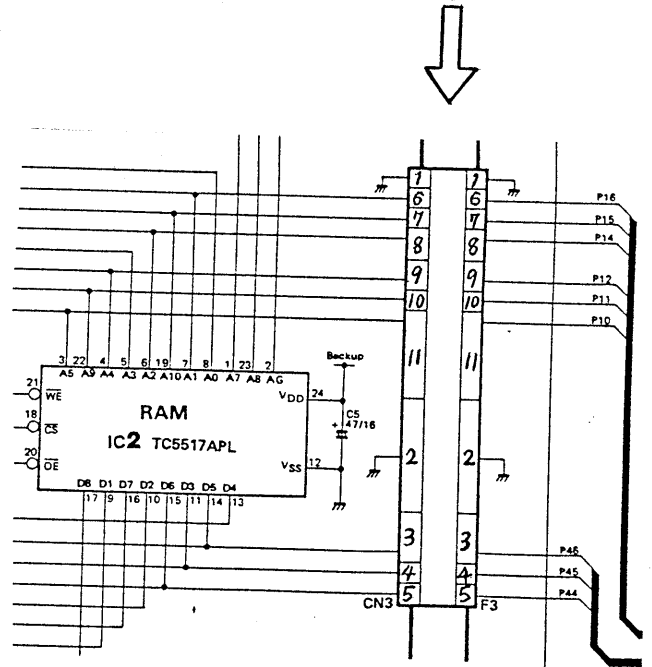 1 1
6 6 P16
7 7 P15
8 8 P14
9 9 P12
10 10 P11
P10
11 11
3 22 4 5 6 19 7 8 1 23 2
A5 A9 A4 A3 A2 A10 A1 A0 A7 A8 AG
Backup
21 WE
VDD 24
C5
+ 47/16
RAM
18 CS
IC2 TC5517APL
20 OE
VSS 12
2 2
D8 D1 D7 D2 D6 D3 D5 D4
17 9 16 10 15 11 14 13
3 3
P46
4 4 P45
5 5 P44
CN3 F3